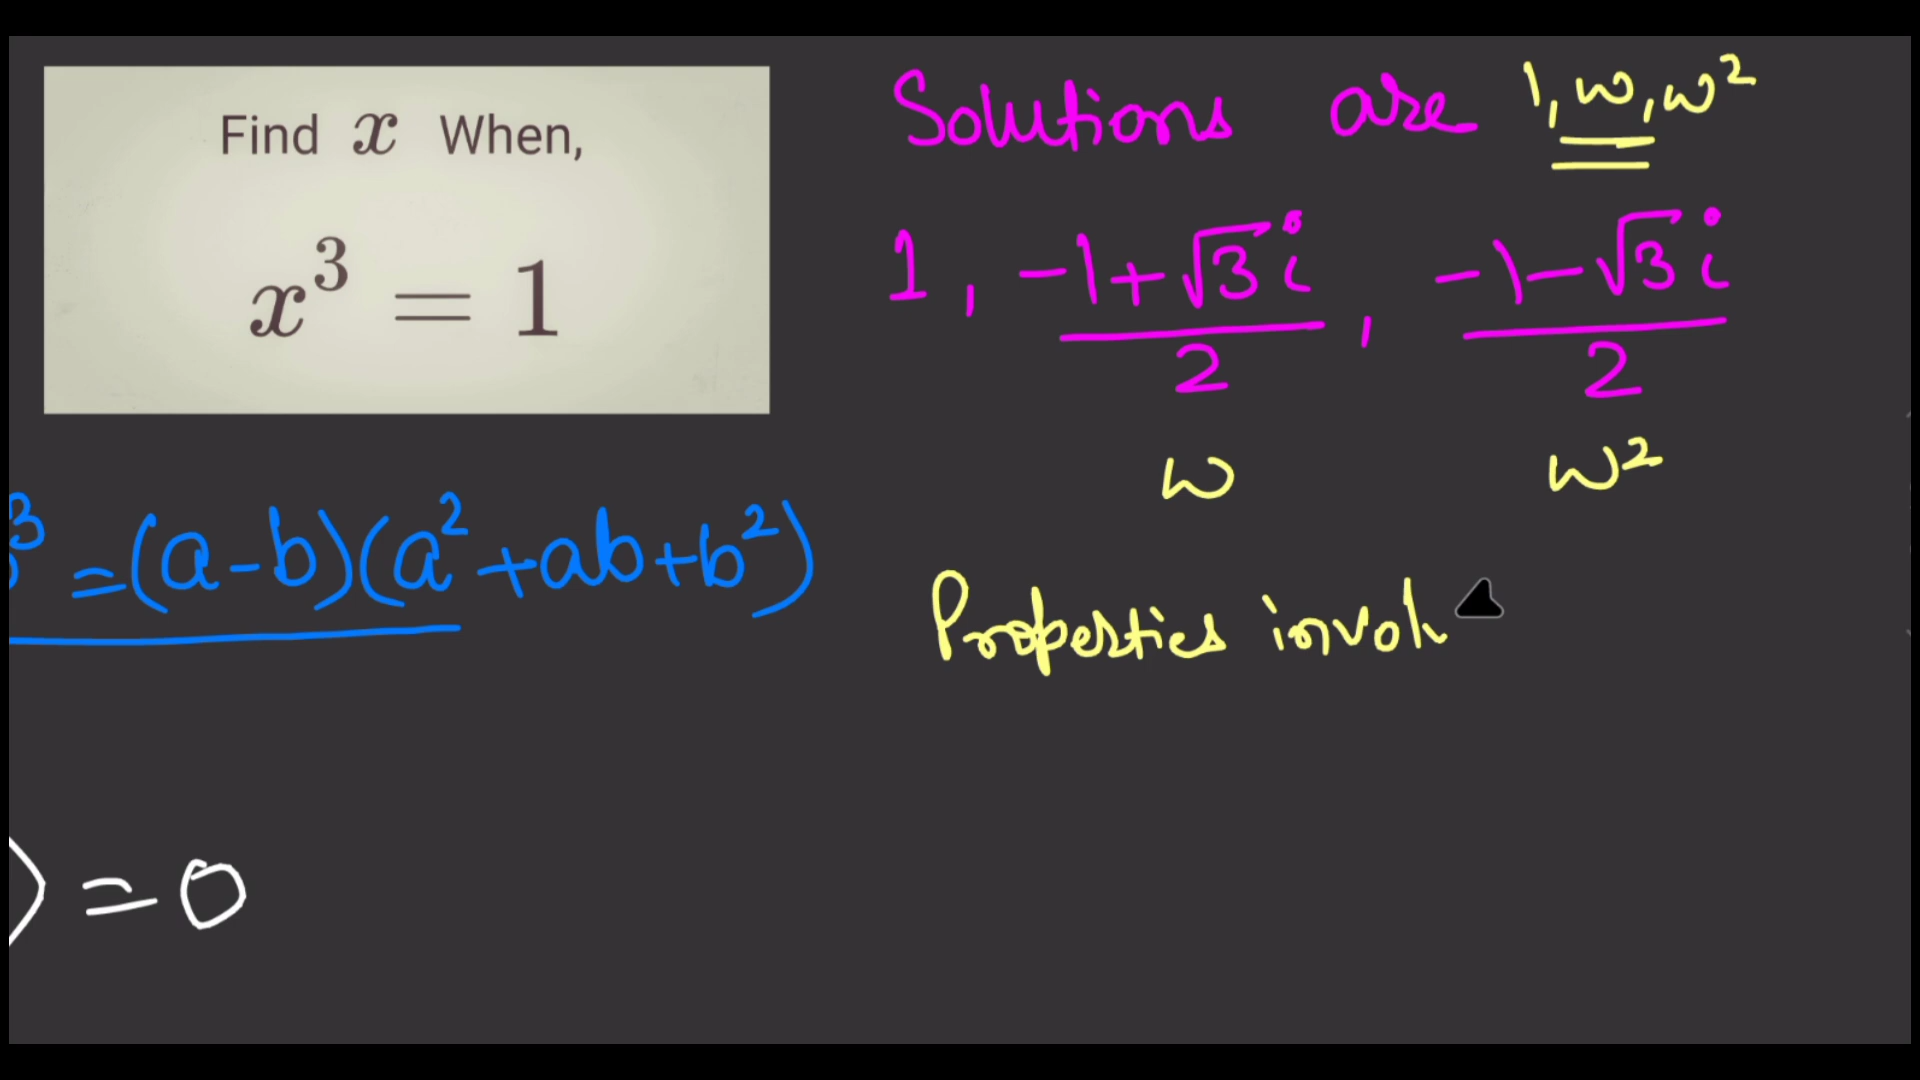 Find x When,
x³ = 1
Solutions are 1, ω, ω²
1, (-1+√3 i)/2, (-1-√3 i)/2
ω ω²
³ = (a-b)(a²+ab+b²)
Properties invol
) = 0